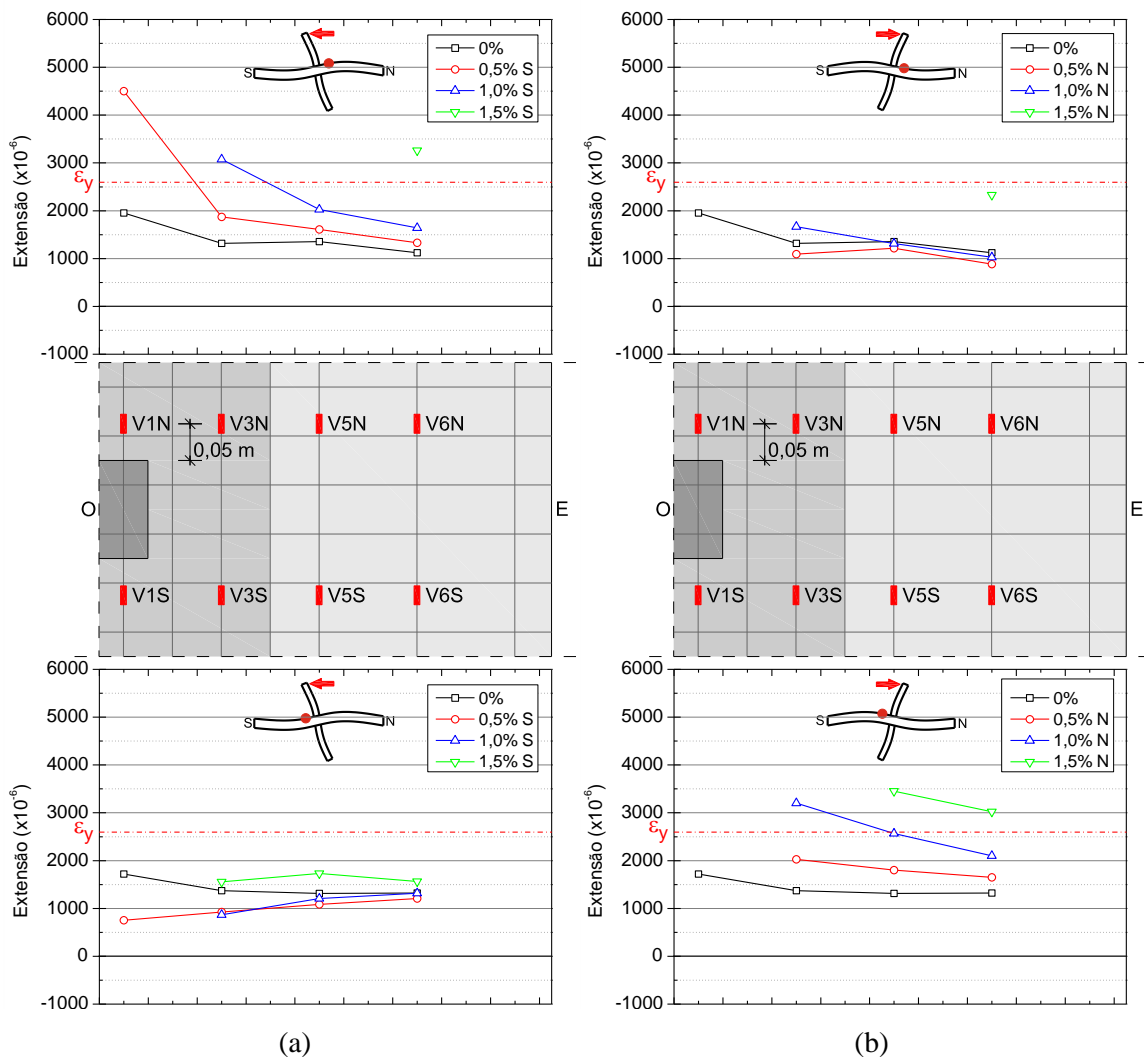 6000
5000
4000
3000
2000
1000
0
-1000
Extensão (x10-6)
εy
S
N
0%
0,5% S
1,0% S
1,5% S
6000
5000
4000
3000
2000
1000
0
-1000
Extensão (x10-6)
εy
S
N
0%
0,5% N
1,0% N
1,5% N
V1N
V3N
V5N
V6N
0,05 m
O
E
V1S
V3S
V5S
V6S
V1N
V3N
V5N
V6N
0,05 m
O
E
V1S
V3S
V5S
V6S
6000
5000
4000
3000
2000
1000
0
-1000
Extensão (x10-6)
εy
S
N
0%
0,5% S
1,0% S
1,5% S
6000
5000
4000
3000
2000
1000
0
-1000
Extensão (x10-6)
εy
S
N
0%
0,5% N
1,0% N
1,5% N
(a)
(b)